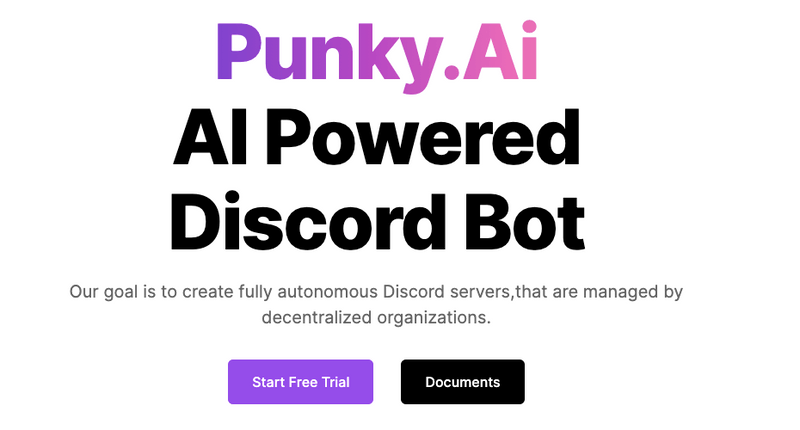 Punky.Ai
AI Powered
Discord Bot
Our goal is to create fully autonomous Discord servers,that are managed by
decentralized organizations.
Start Free Trial
Documents